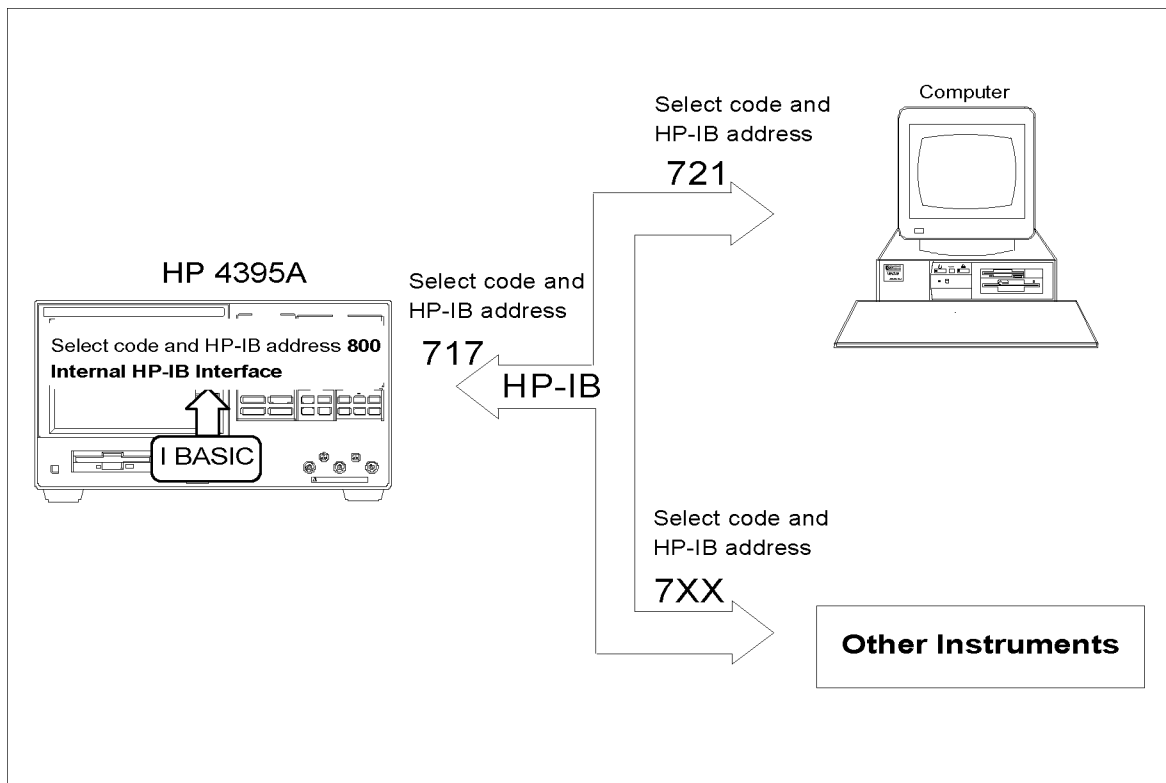 HP 4395A
Select code and HP-IB address 800
Internal HP-IB Interface
I BASIC
Select code and
HP-IB address
717
HP-IB
Select code and
HP-IB address
721
Computer
Select code and
HP-IB address
7XX
Other Instruments